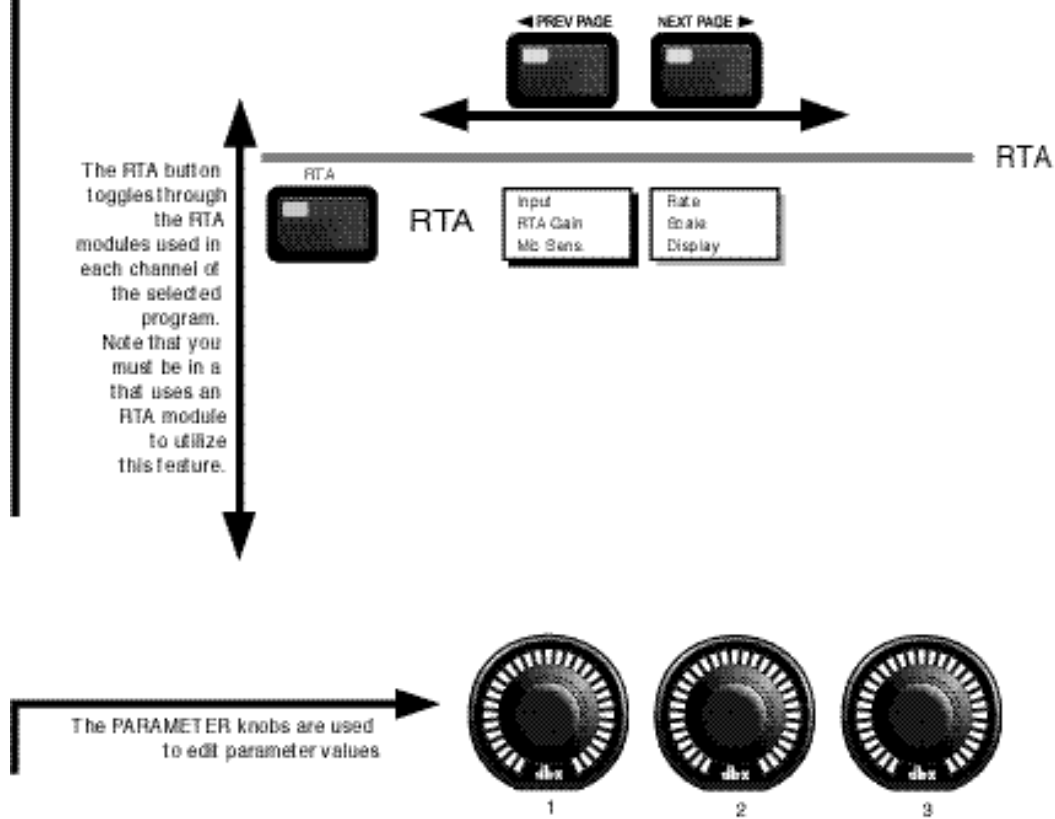 ◀ PREV PAGE NEXT PAGE ▶
RTA
The RTA button
toggles through
the RTA
modules used in
each channel of
the selected
program.
Note that you
must be in a
that uses an
RTA module
to utilize
this feature.
RTA
RTA
Input
RTA Gain
Mic Sens.
Rate
Scale
Display
The PARAMETER knobs are used
to edit parameter values
dbx
dbx
dbx
1 2 3